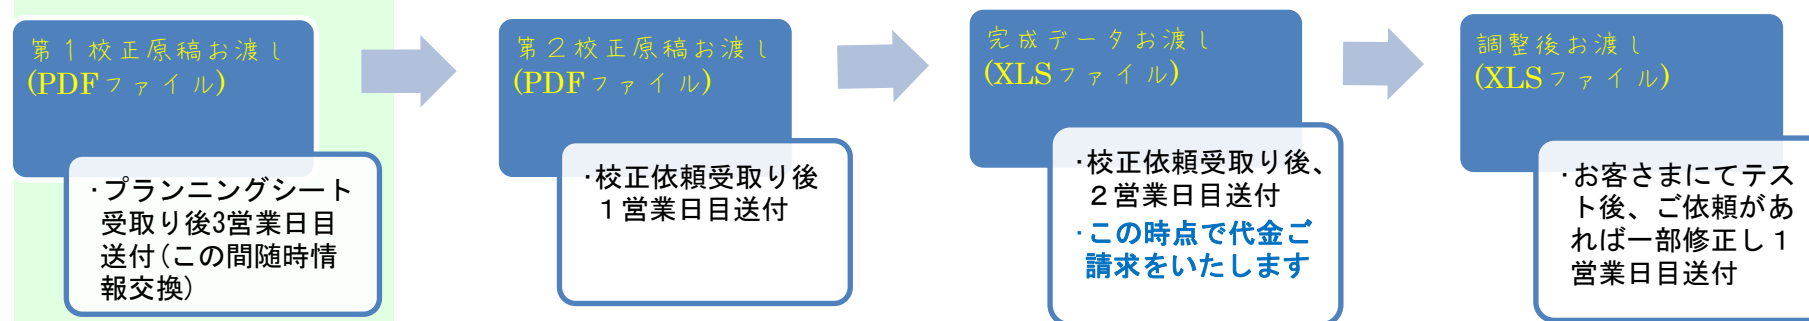 第１校正原稿お渡し
(PDFファイル)
・プランニングシート
受取り後3営業日目
送付(この間随時情
報交換)
第２校正原稿お渡し
(PDFファイル)
・校正依頼受取り後
１営業日目送付
完成データお渡し
(XLSファイル)
・校正依頼受取り後、
２営業日目送付
・この時点で代金ご
請求をいたします
調整後お渡し
(XLSファイル)
・お客さまにてテス
ト後、ご依頼があ
れば一部修正し１
営業日目送付